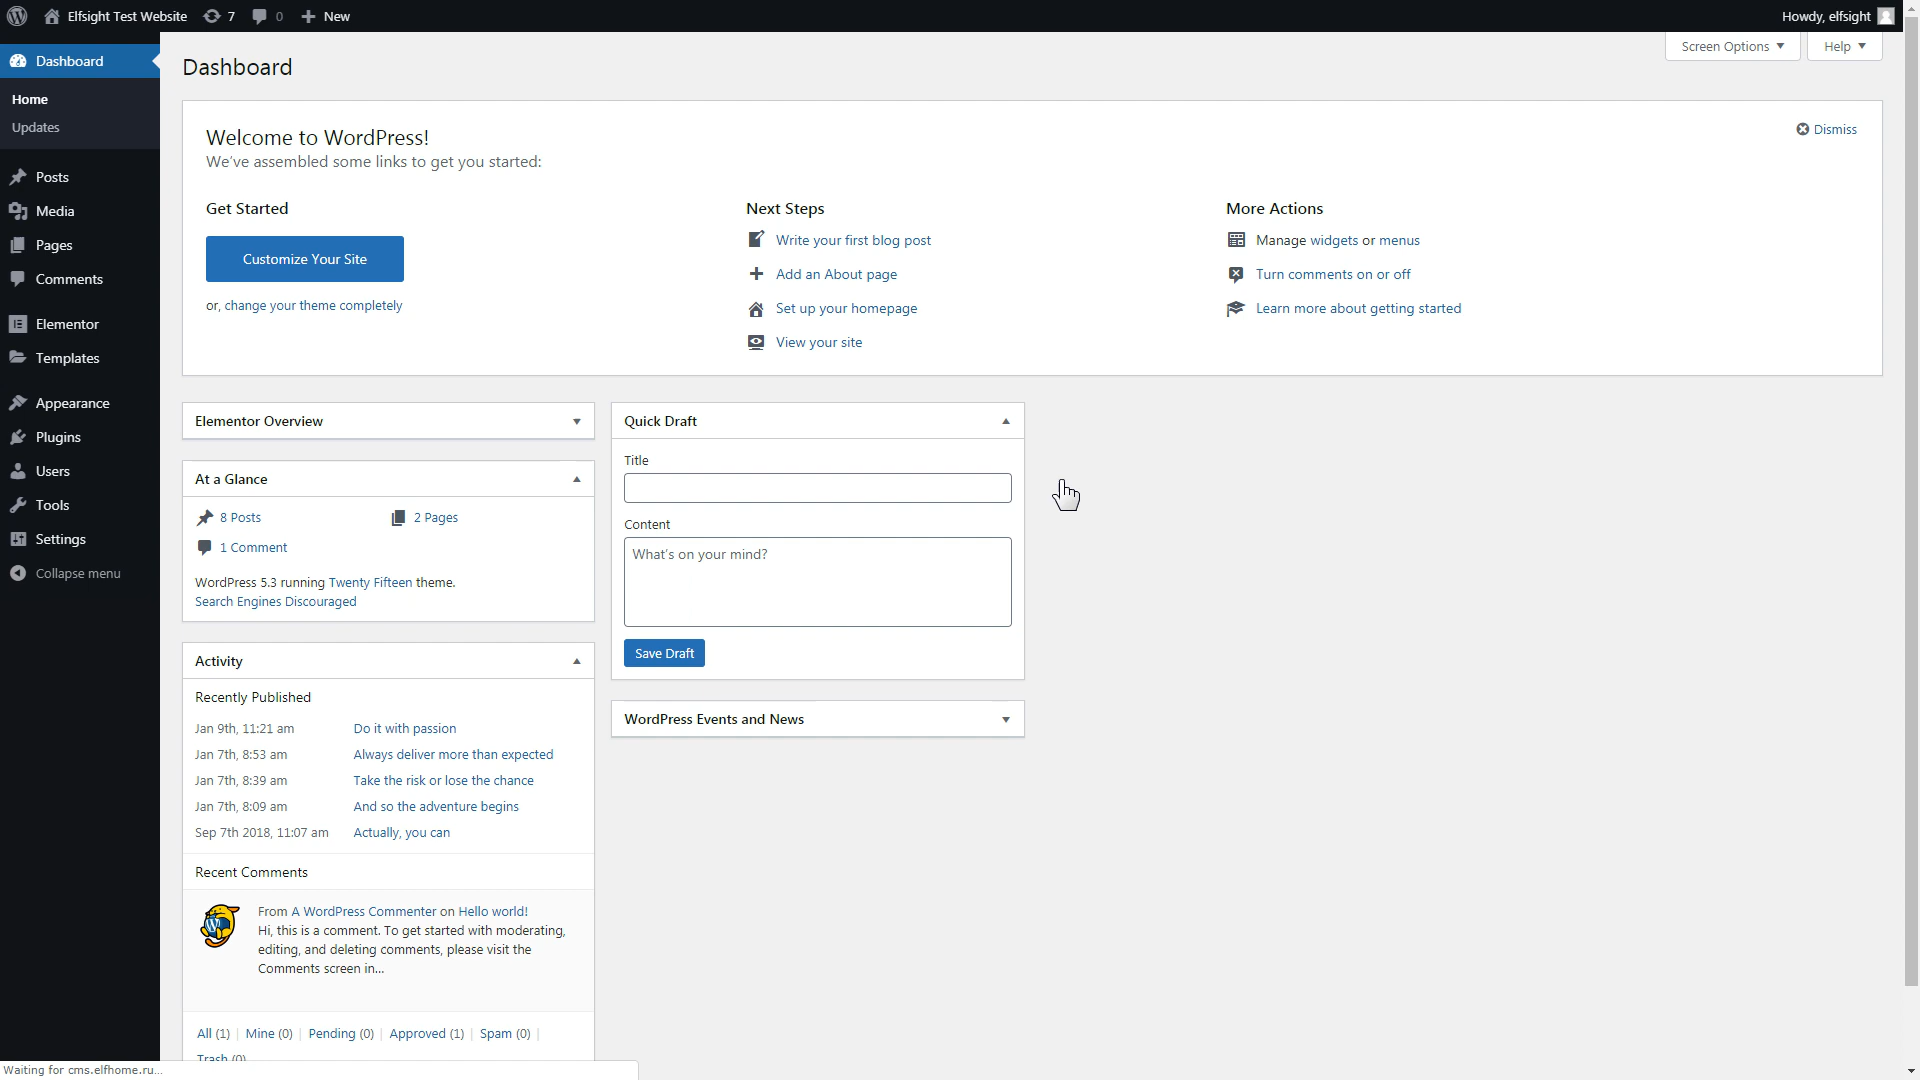 Elfsight Test Website 7 0 New Howdy, elfsight
Screen Options Help
Dashboard
Home
Updates
Posts
Media
Pages
Comments
Elementor
Templates
Appearance
Plugins
Users
Tools
Settings
Collapse menu
Dashboard
Welcome to WordPress!
We've assembled some links to get you started:
Dismiss
Get Started
Customize Your Site
or, change your theme completely
Next Steps
Write your first blog post
Add an About page
Set up your homepage
View your site
More Actions
Manage widgets or menus
Turn comments on or off
Learn more about getting started
Elementor Overview
At a Glance
8 Posts 2 Pages
1 Comment
WordPress 5.3 running Twenty Fifteen theme.
Search Engines Discouraged
Activity
Recently Published
Jan 9th, 11:21 am Do it with passion
Jan 7th, 8:53 am Always deliver more than expected
Jan 7th, 8:39 am Take the risk or lose the chance
Jan 7th, 8:09 am And so the adventure begins
Sep 7th 2018, 11:07 am Actually, you can
Recent Comments
From A WordPress Commenter on Hello world!
Hi, this is a comment. To get started with moderating,
editing, and deleting comments, please visit the
Comments screen in...
All (1) | Mine (0) | Pending (0) | Approved (1) | Spam (0) |
Trash (0)
Quick Draft
Title
Content
What's on your mind?
Save Draft
WordPress Events and News
Waiting for cms.elfhome.ru...